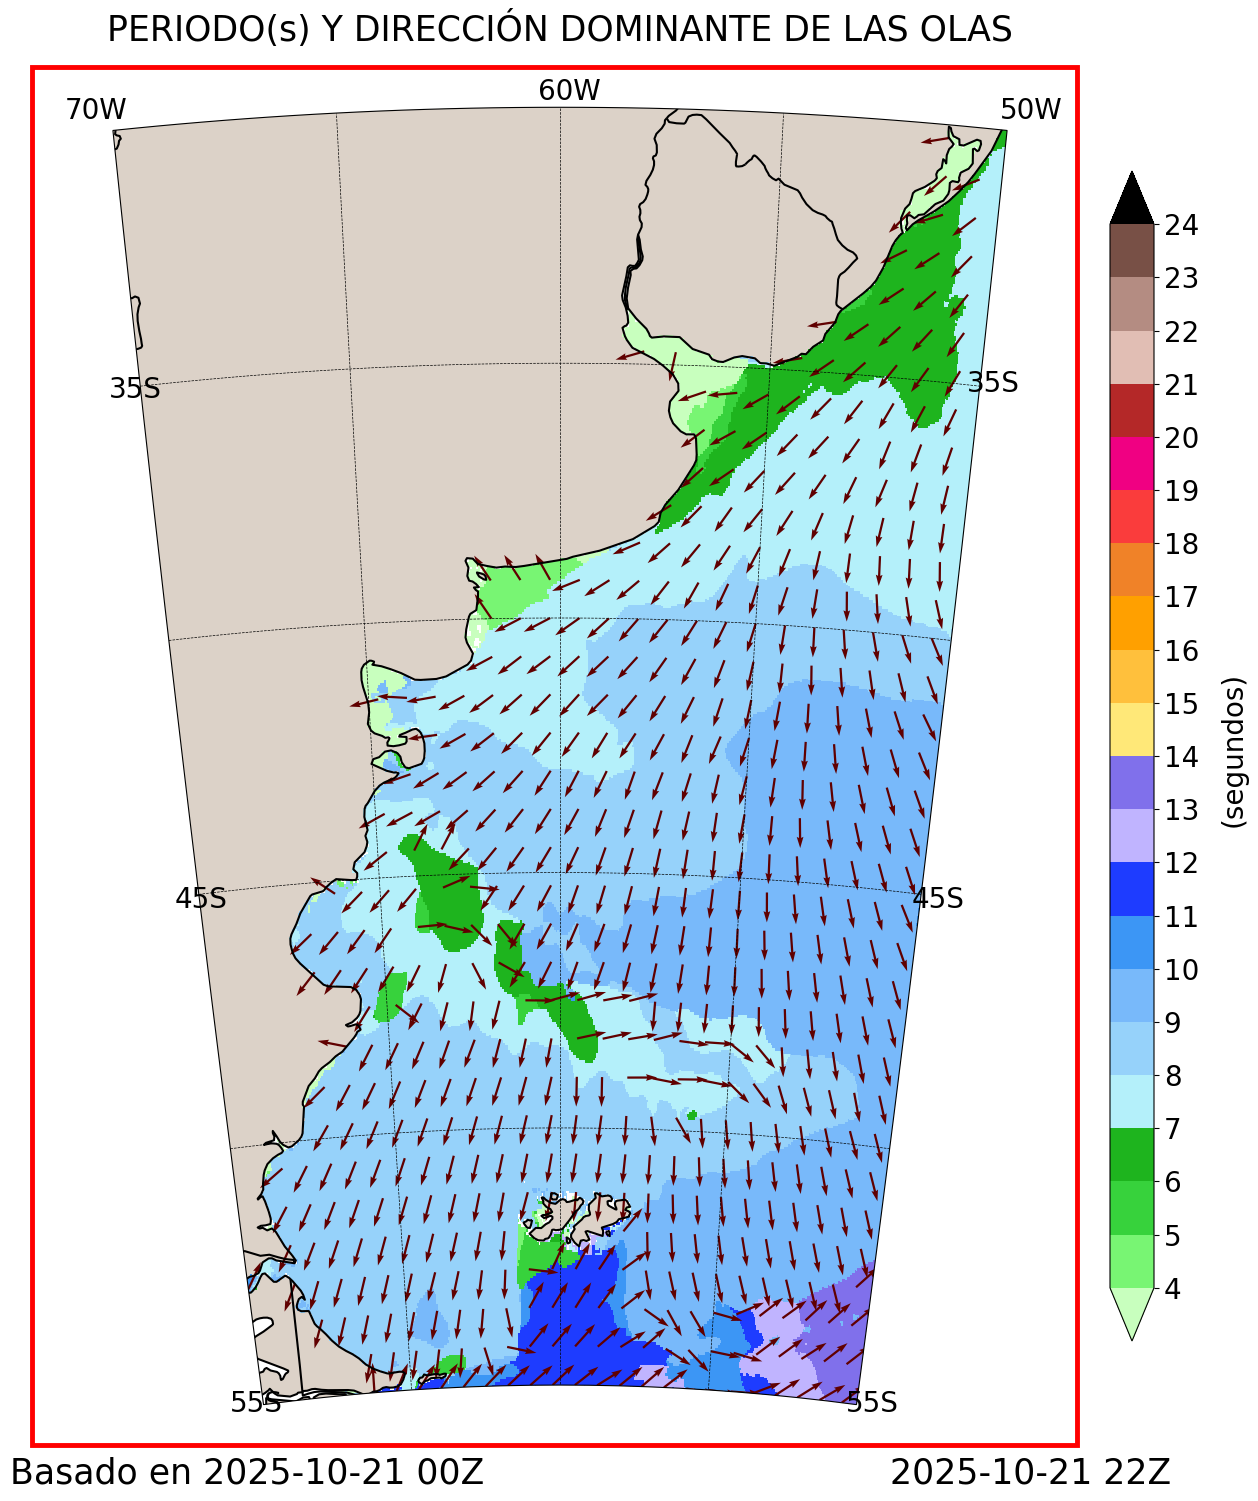 PERIODO(s) Y DIRECCIÓN DOMINANTE DE LAS OLAS
70W
60W
50W
35S
35S
45S
45S
55S
55S
24
23
22
21
20
19
18
17
16
15
14
13
12
11
10
9
8
7
6
5
4
(segundos)
Basado en 2025-10-21 00Z
2025-10-21 22Z